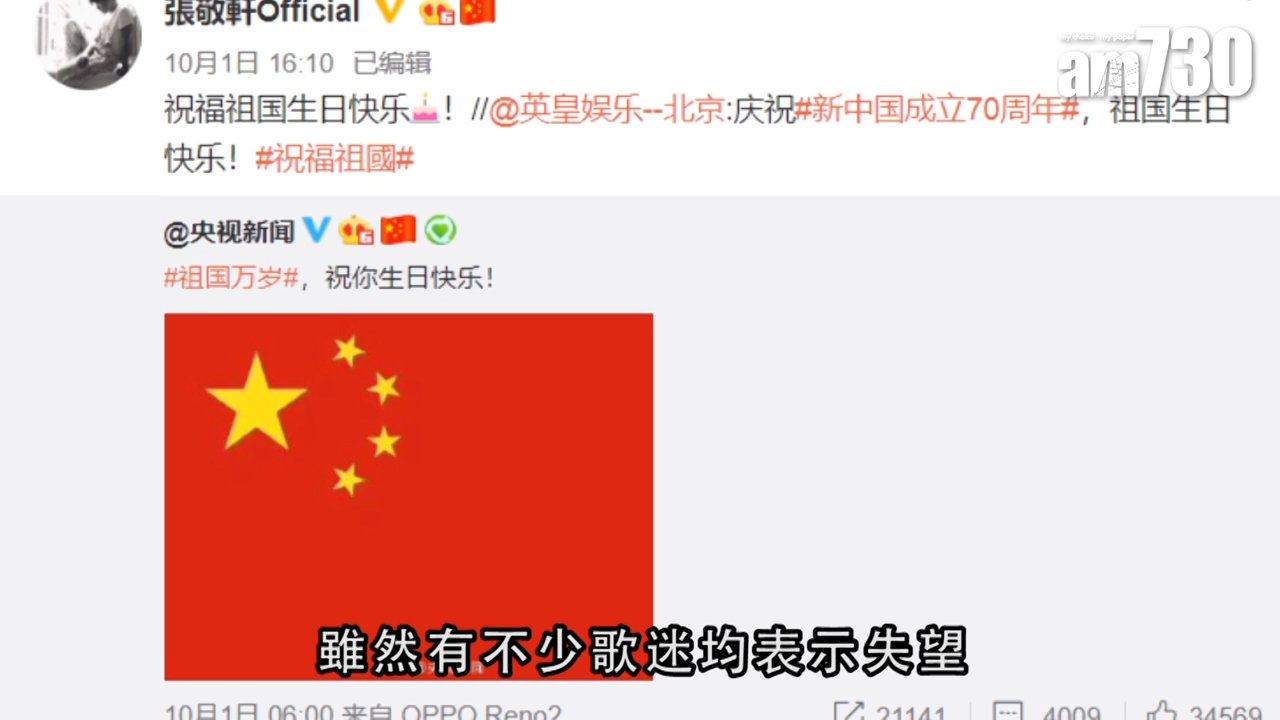 張敬軒Official
10月1日 16:10 已编辑
am730
祝福祖国生日快乐！//@英皇娱乐--北京:庆祝#新中国成立70周年#，祖国生日
快乐！#祝福祖國#
@央视新闻
#祖国万岁#，祝你生日快乐！
雖然有不少歌迷均表示失望
10月1日 06:00 来自 OPPO Reno2
21141 4009 34569